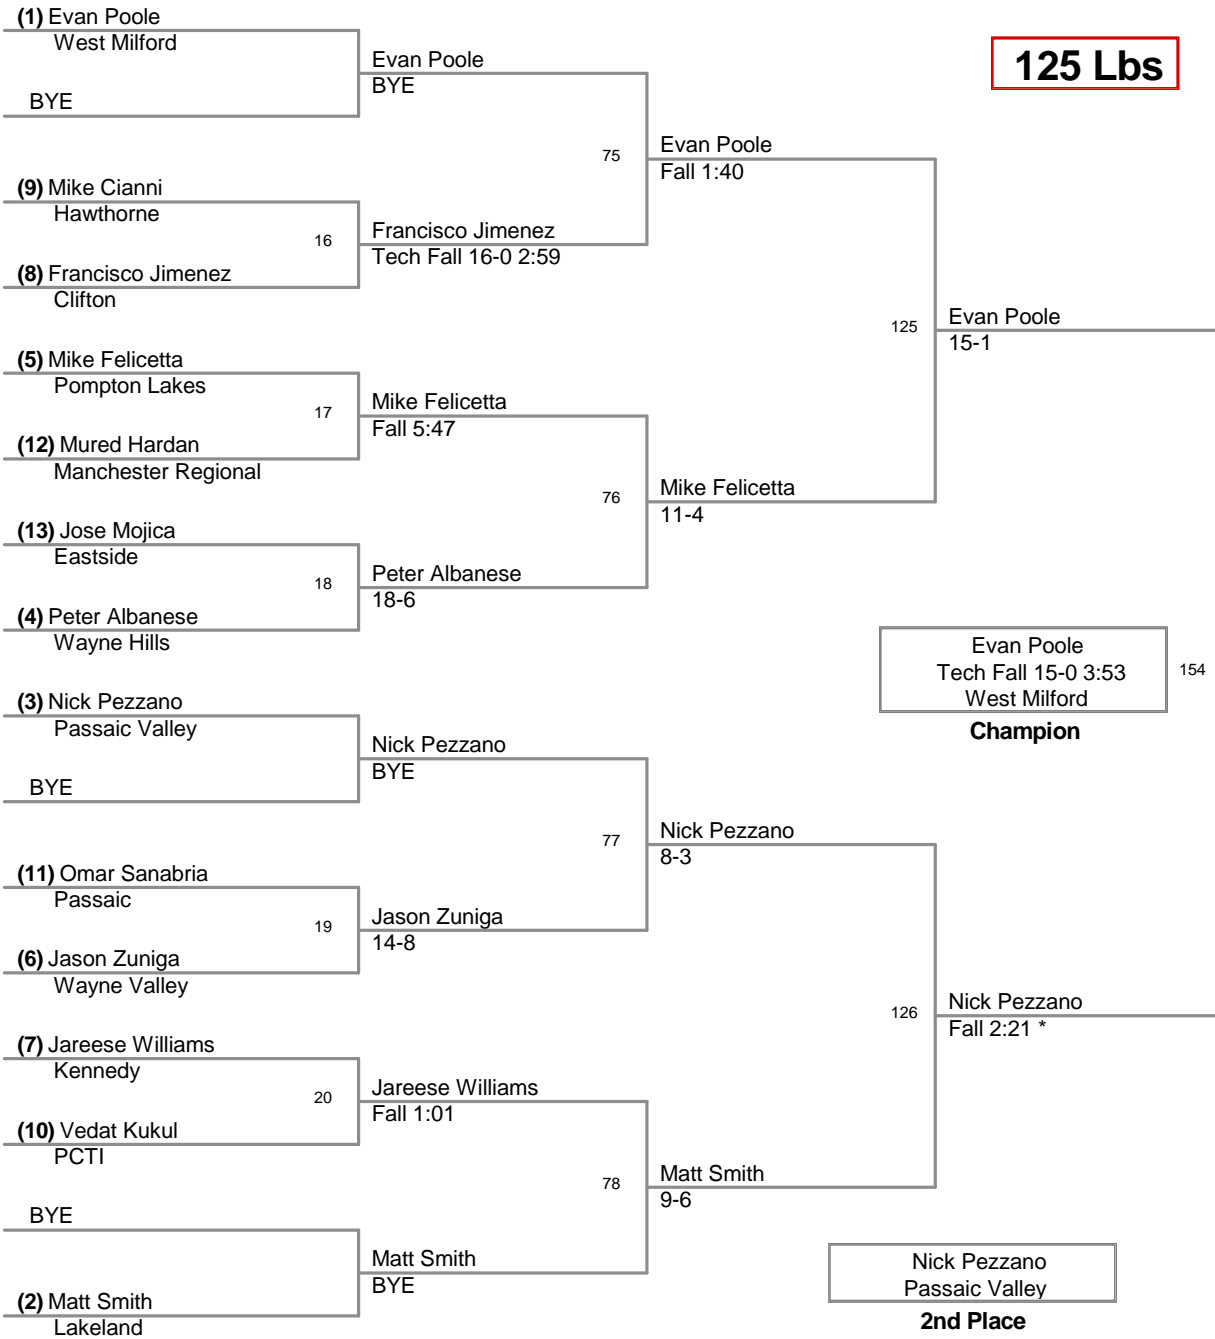 (1) Evan Poole
West Milford
BYE
Evan Poole
BYE
125 Lbs
75
Evan Poole
Fall 1:40
(9) Mike Cianni
Hawthorne
16
(8) Francisco Jimenez
Clifton
Francisco Jimenez
Tech Fall 16-0 2:59
125
Evan Poole
15-1
(5) Mike Felicetta
Pompton Lakes
17
(12) Mured Hardan
Manchester Regional
Mike Felicetta
Fall 5:47
76
Mike Felicetta
11-4
(13) Jose Mojica
Eastside
18
(4) Peter Albanese
Wayne Hills
Peter Albanese
18-6
Evan Poole
Tech Fall 15-0 3:53
West Milford
154
Champion
(3) Nick Pezzano
Passaic Valley
BYE
Nick Pezzano
BYE
77
Nick Pezzano
8-3
(11) Omar Sanabria
Passaic
19
(6) Jason Zuniga
Wayne Valley
Jason Zuniga
14-8
126
Nick Pezzano
Fall 2:21 *
(7) Jareese Williams
Kennedy
20
(10) Vedat Kukul
PCTI
Jareese Williams
Fall 1:01
78
Matt Smith
9-6
BYE
(2) Matt Smith
Lakeland
Matt Smith
BYE
Nick Pezzano
Passaic Valley
2nd Place